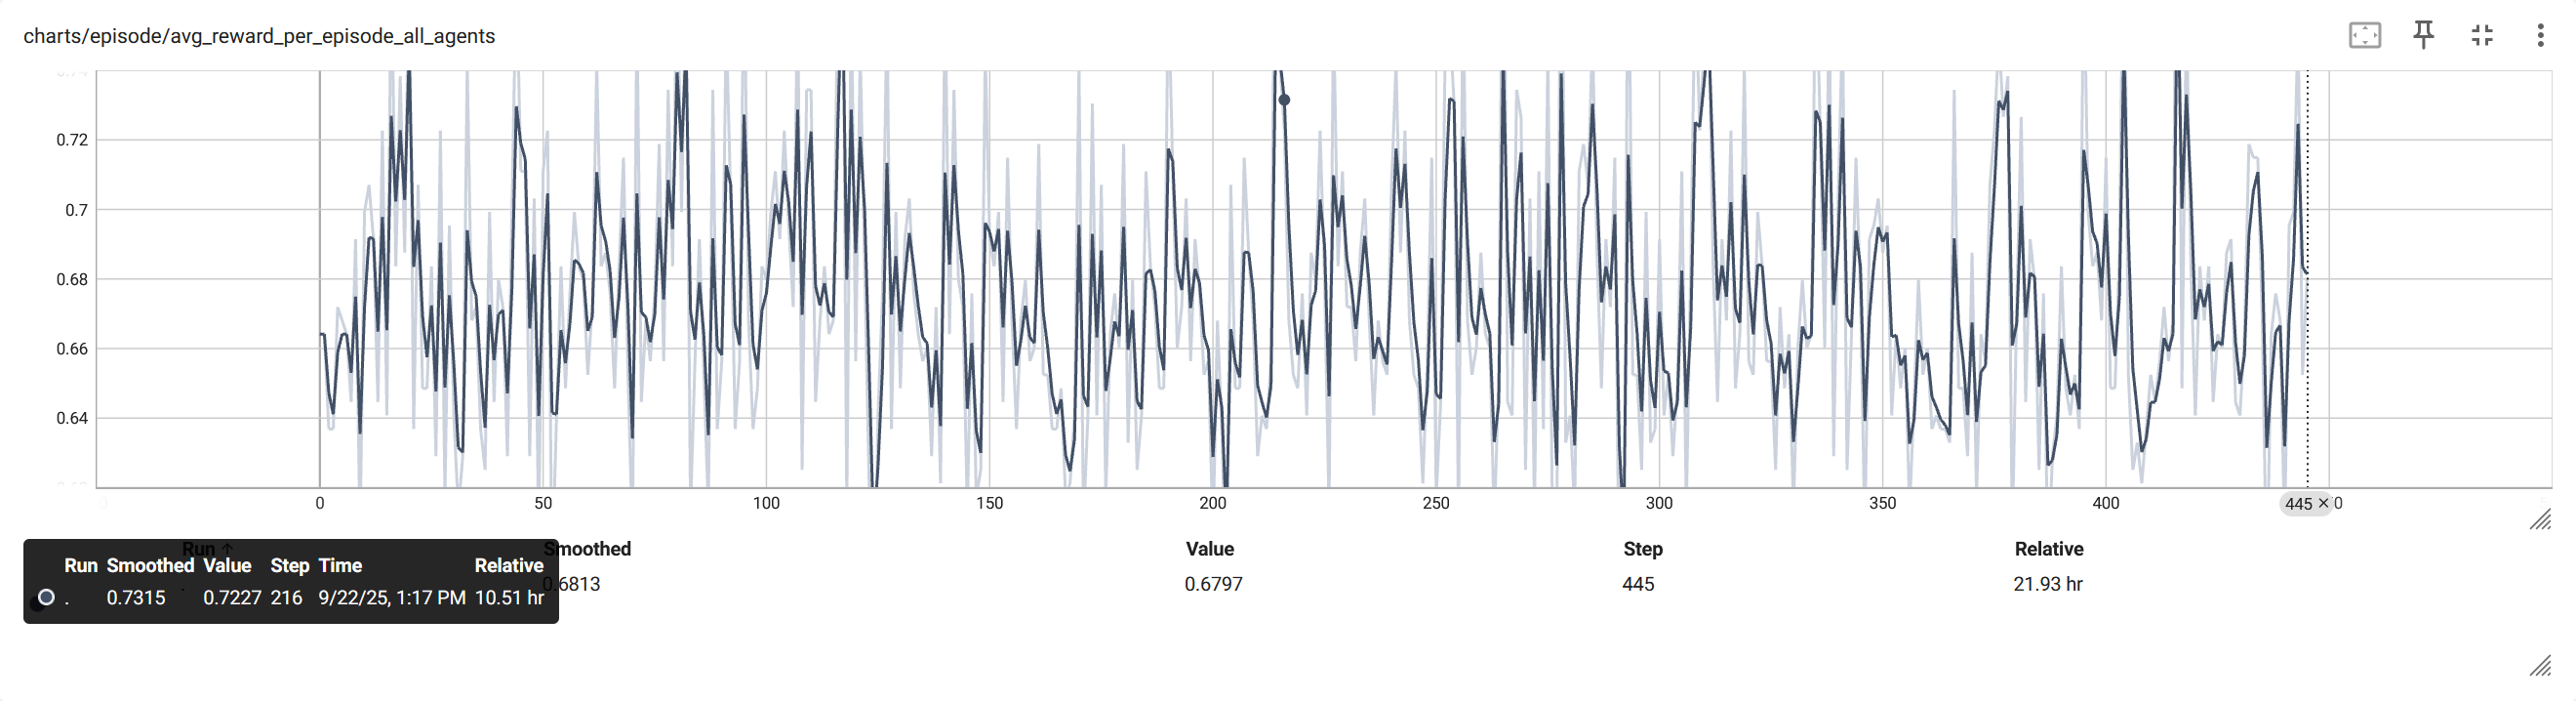 charts/episode/avg_reward_per_episode_all_agents
0.74
0.72
0.7
0.68
0.66
0.64
0 50 100 150 200 250 300 350 400 445 × 0
Run ↑ Smoothed Value Step Relative
. 0.6813 0.6797 445 21.93 hr
Run Smoothed Value Step Time Relative
. 0.7315 0.7227 216 9/22/25, 1:17 PM 10.51 hr